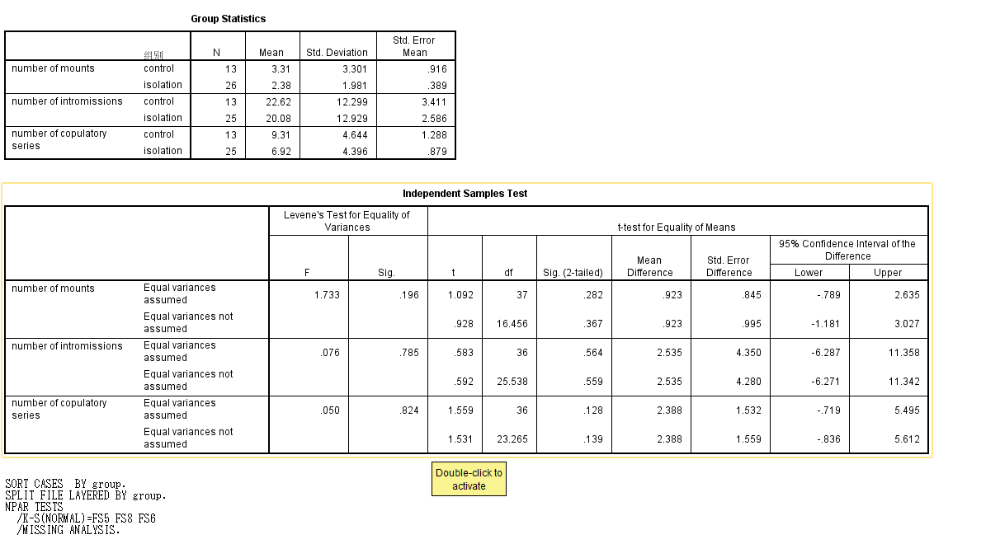 Group Statistics
组别 N Mean Std. Deviation Std. Error Mean
number of mounts control 13 3.31 3.301 .916
isolation 26 2.38 1.981 .389
number of intromissions control 13 22.62 12.299 3.411
isolation 25 20.08 12.929 2.586
number of copulatory series control 13 9.31 4.644 1.288
isolation 25 6.92 4.396 .879
Independent Samples Test
Levene's Test for Equality of Variances t-test for Equality of Means
95% Confidence Interval of the Difference
F Sig. t df Sig. (2-tailed) Mean Difference Std. Error Difference Lower Upper
number of mounts Equal variances assumed 1.733 .196 1.092 37 .282 .923 .845 -.789 2.635
Equal variances not assumed .928 16.456 .367 .923 .995 -1.181 3.027
number of intromissions Equal variances assumed .076 .785 .583 36 .564 2.535 4.350 -6.287 11.358
Equal variances not assumed .592 25.538 .559 2.535 4.280 -6.271 11.342
number of copulatory series Equal variances assumed .050 .824 1.559 36 .128 2.388 1.532 -.719 5.495
Equal variances not assumed 1.531 23.265 .139 2.388 1.559 -.836 5.612
Double-click to
activate
SORT CASES BY group.
SPLIT FILE LAYERED BY group.
NPAR TESTS
/K-S(NORMAL)=FS5 FS8 FS6
/MISSING ANALYSIS.